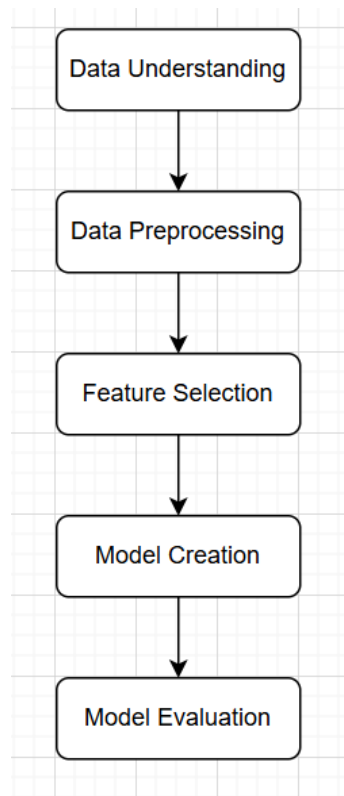 Data Understanding
Data Preprocessing
Feature Selection
Model Creation
Model Evaluation